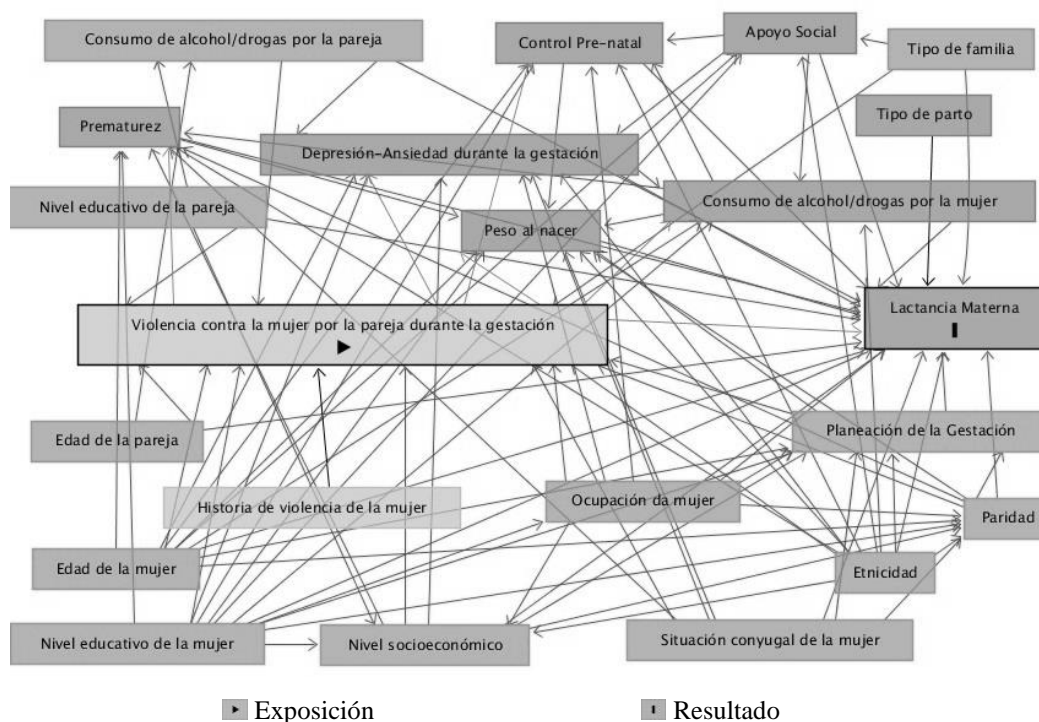 Consumo de alcohol/drogas por la pareja
Control Pre-natal
Apoyo Social
Tipo de familia
Prematurez
Tipo de parto
Depresión-Ansiedad durante la gestación
Nivel educativo de la pareja
Consumo de alcohol/drogas por la mujer
Peso al nacer
Violencia contra la mujer por la pareja durante la gestación
Lactancia Materna
Edad de la pareja
Planeación de la Gestación
Historia de violencia de la mujer
Ocupación da mujer
Paridad
Edad de la mujer
Etnicidad
Nivel educativo de la mujer
Nivel socioeconómico
Situación conyugal de la mujer
Exposición
Resultado